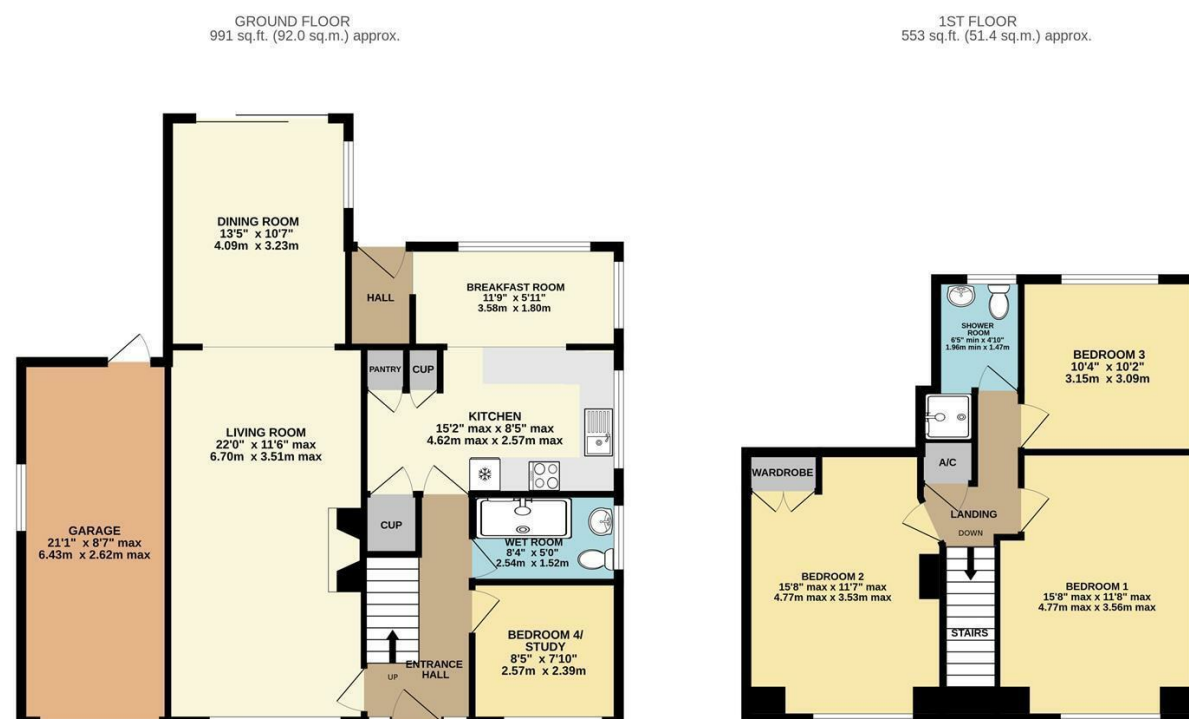 GROUND FLOOR
991 sq.ft. (92.0 sq.m.) approx.
DINING ROOM
13'5" x 10'7"
4.09m x 3.23m
HALL
BREAKFAST ROOM
11'9" x 5'11"
3.58m x 1.80m
PANTRY
CUP
KITCHEN
15'2" max x 8'5" max
4.62m max x 2.57m max
LIVING ROOM
22'0" x 11'6" max
6.70m x 3.51m max
GARAGE
21'1" x 8'7" max
6.43m x 2.62m max
CUP
WET ROOM
8'4" x 5'0"
2.54m x 1.52m
BEDROOM 4/
STUDY
8'5" x 7'10"
2.57m x 2.39m
ENTRANCE
HALL
UP
1ST FLOOR
553 sq.ft. (51.4 sq.m.) approx.
SHOWER
ROOM
6'5" min x 4'10"
1.96m min x 1.47m
BEDROOM 3
10'4" x 10'2"
3.15m x 3.09m
WARDROBE
A/C
LANDING
DOWN
BEDROOM 2
15'8" max x 11'7" max
4.77m max x 3.53m max
BEDROOM 1
15'8" max x 11'8" max
4.77m max x 3.56m max
STAIRS